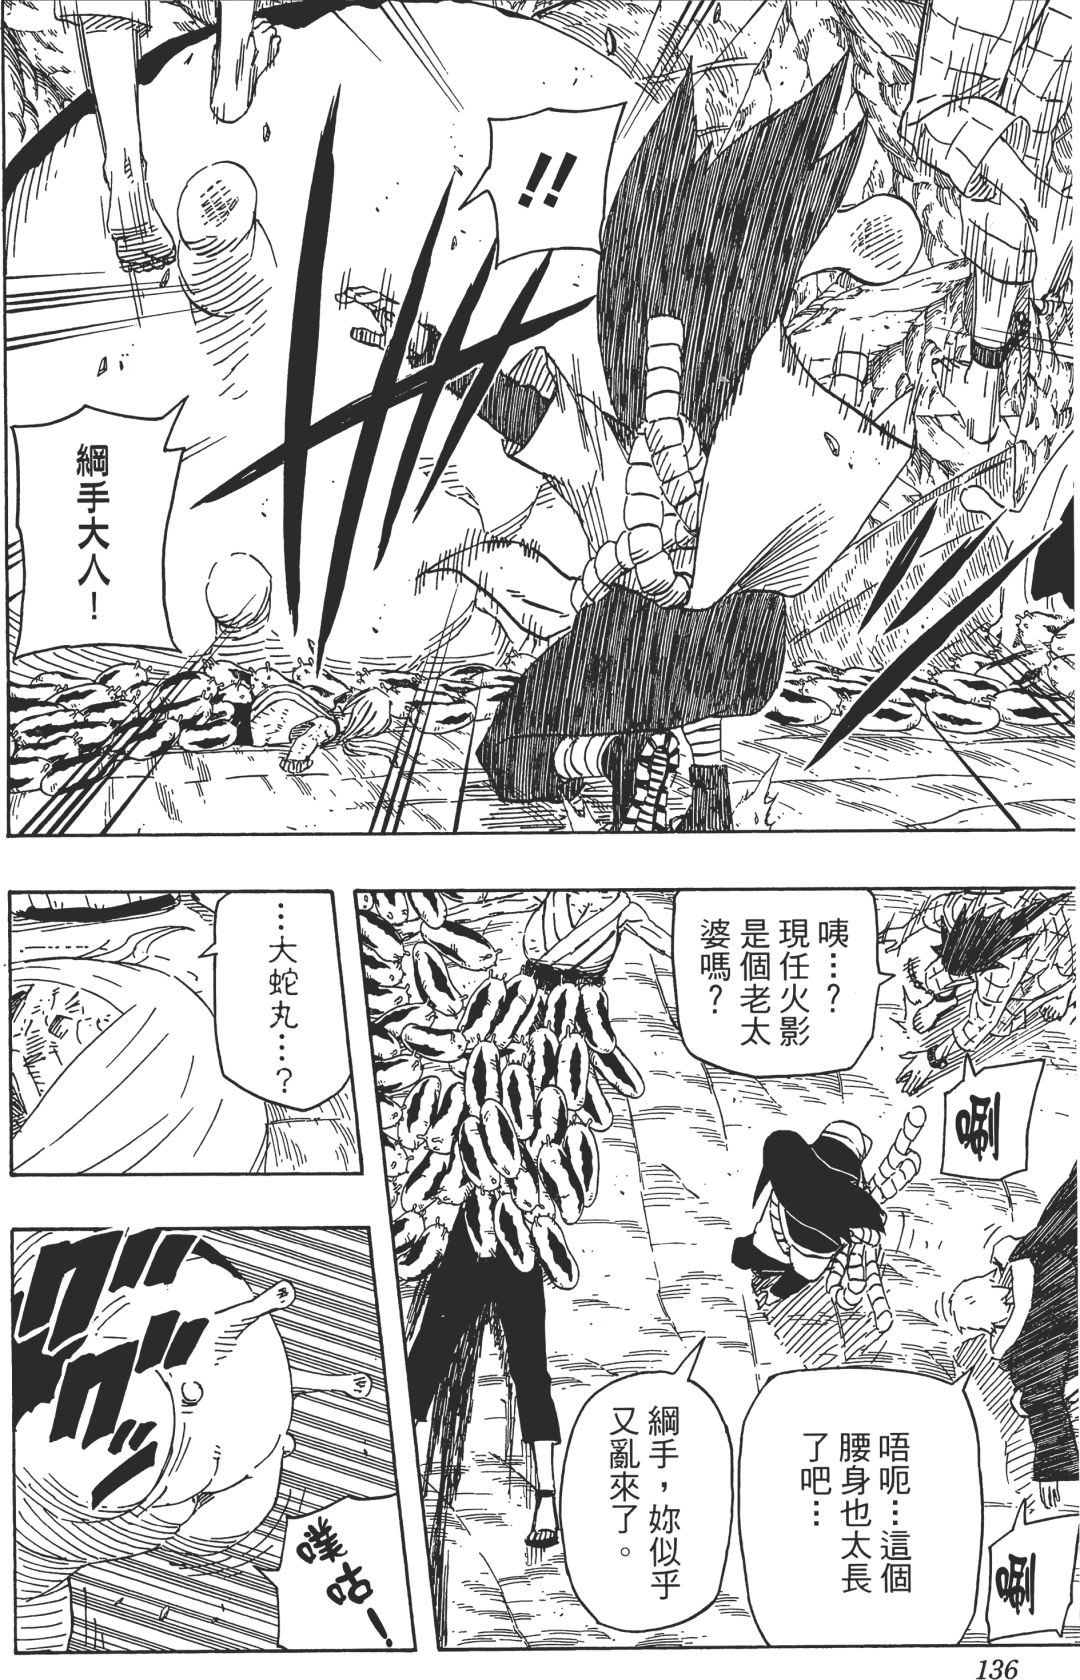 !!
綱手大人！
咦…？
現任火影
是個老太
婆嗎？
唰
唔呃…這個
腰身也太長
了吧…
唰
綱手，妳似乎
又亂來了。
…大蛇丸…？
噗咕！
136